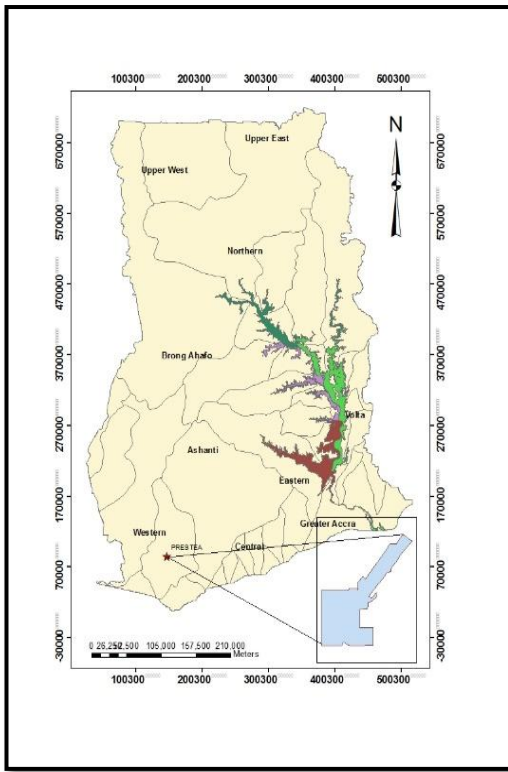 100300 200300 300300 400300 500300
N
Upper East
Upper West
Northern
Brong Ahafo
Volta
Ashanti
Eastern
Greater Accra
Western
Central
PRESTEA
670000
570000
470000
370000
270000
170000
70000
-30000
670000
570000
470000
370000
270000
170000
70000
-30000
105,000 157,500 210,000
Meters
100300 200300 300300 400300 500300